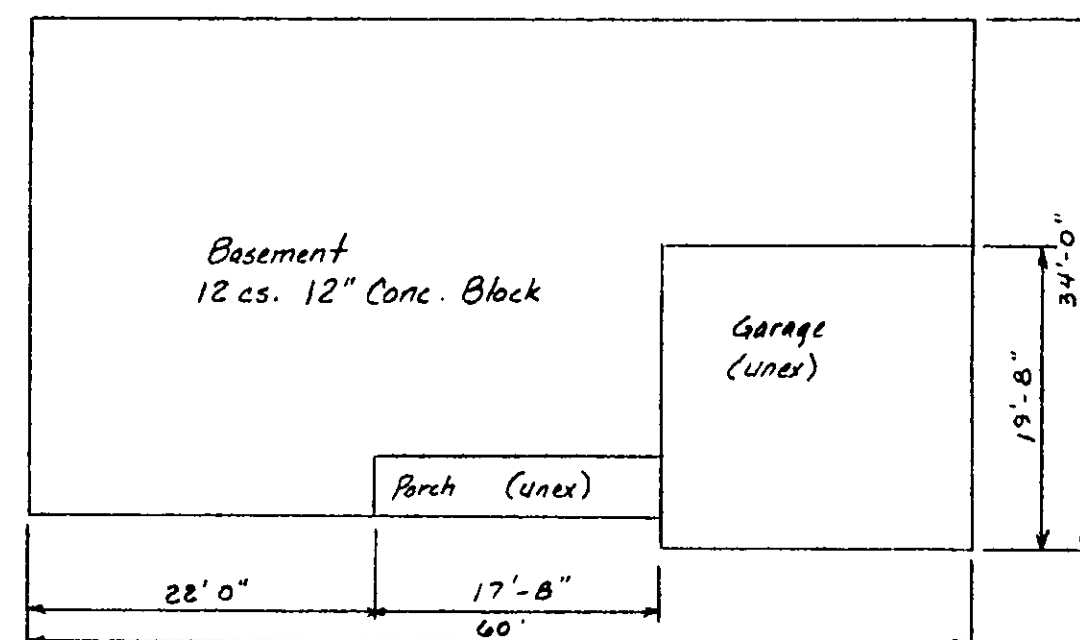 Basement
12 cs. 12" Conc. Block
Garage
(unex)
Porch (unex)
34'-0"
19'-8"
22' 0"
17'-8"
60'